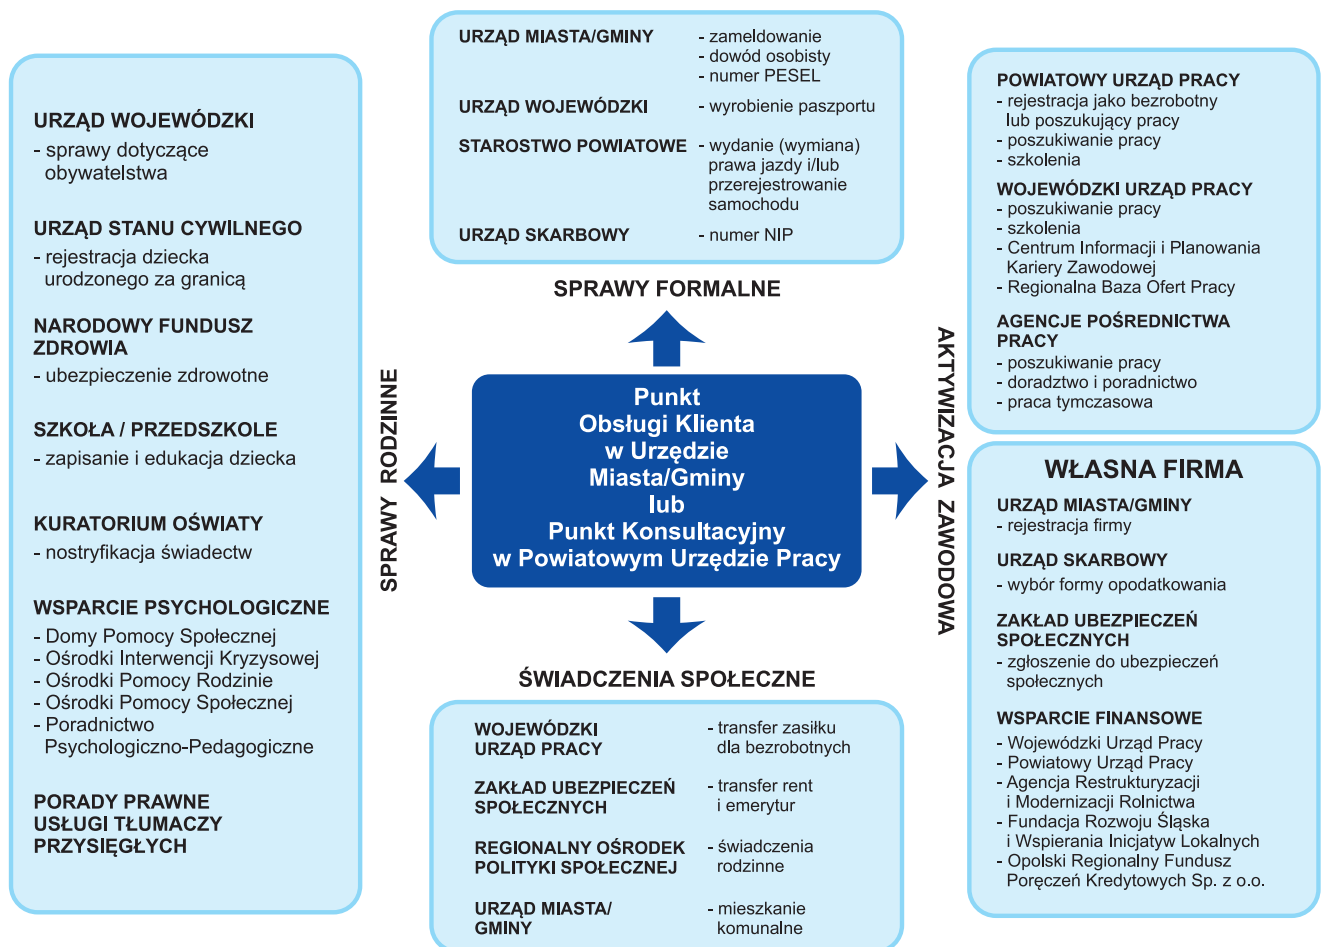 URZĄD WOJEWÓDZKI
- sprawy dotyczące
obywatelstwa
URZĄD STANU CYWILNEGO
- rejestracja dziecka
urodzonego za granicą
NARODOWY FUNDUSZ
ZDROWIA
- ubezpieczenie zdrowotne
SZKOŁA / PRZEDSZKOLE
- zapisanie i edukacja dziecka
KURATORIUM OŚWIATY
- nostryfikacja świadectw
WSPARCIE PSYCHOLOGICZNE
- Domy Pomocy Społecznej
- Ośrodki Interwencji Kryzysowej
- Ośrodki Pomocy Rodzinie
- Ośrodki Pomocy Społecznej
- Poradnictwo
Psychologiczno-Pedagogiczne
PORADY PRAWNE
USŁUGI TŁUMACZY
PRZYSIĘGŁYCH
SPRAWY RODZINNE
URZĄD MIASTA/GMINY - zameldowanie
- dowód osobisty
- numer PESEL
URZĄD WOJEWÓDZKI - wyrobienie paszportu
STAROSTWO POWIATOWE - wydanie (wymiana)
prawa jazdy i/lub
przerejestrowanie
samochodu
URZĄD SKARBOWY - numer NIP
SPRAWY FORMALNE
Punkt
Obsługi Klienta
w Urzędzie
Miasta/Gminy
lub
Punkt Konsultacyjny
w Powiatowym Urzędzie Pracy
ŚWIADCZENIA SPOŁECZNE
WOJEWÓDZKI - transfer zasiłku
URZĄD PRACY dla bezrobotnych
ZAKŁAD UBEZPIECZEŃ - transfer rent
SPOŁECZNYCH i emerytur
REGIONALNY OŚRODEK - świadczenia
POLITYKI SPOŁECZNEJ rodzinne
URZĄD MIASTA/ - mieszkanie
GMINY komunalne
AKTYWIZACJA ZAWODOWA
POWIATOWY URZĄD PRACY
- rejestracja jako bezrobotny
lub poszukujący pracy
- poszukiwanie pracy
- szkolenia
WOJEWÓDZKI URZĄD PRACY
- poszukiwanie pracy
- szkolenia
- Centrum Informacji i Planowania
Kariery Zawodowej
- Regionalna Baza Ofert Pracy
AGENCJE POŚREDNICTWA
PRACY
- poszukiwanie pracy
- doradztwo i poradnictwo
- praca tymczasowa
WŁASNA FIRMA
URZĄD MIASTA/GMINY
- rejestracja firmy
URZĄD SKARBOWY
- wybór formy opodatkowania
ZAKŁAD UBEZPIECZEŃ
SPOŁECZNYCH
- zgłoszenie do ubezpieczeń
społecznych
WSPARCIE FINANSOWE
- Wojewódzki Urząd Pracy
- Powiatowy Urząd Pracy
- Agencja Restrukturyzacji
i Modernizacji Rolnictwa
- Fundacja Rozwoju Śląska
i Wspierania Inicjatyw Lokalnych
- Opolski Regionalny Fundusz
Poręczeń Kredytowych Sp. z o.o.